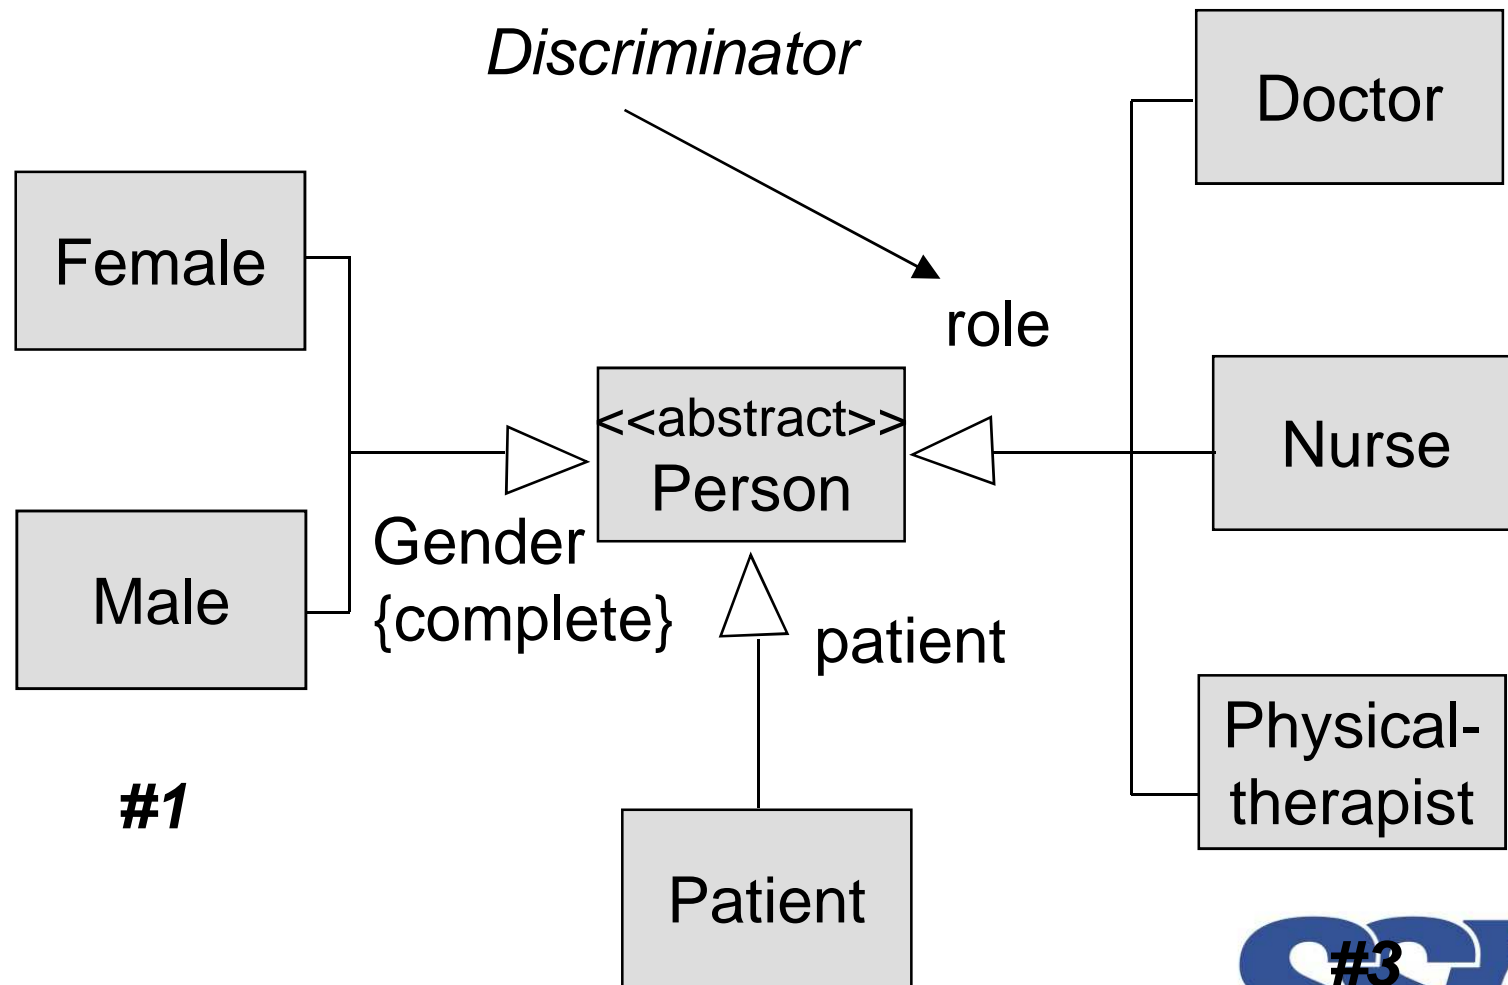 Discriminator
Doctor
Female
role
<<abstract>>
Person
Nurse
Gender
{complete}
Male
patient
Physical-
therapist
#1
Patient
#3